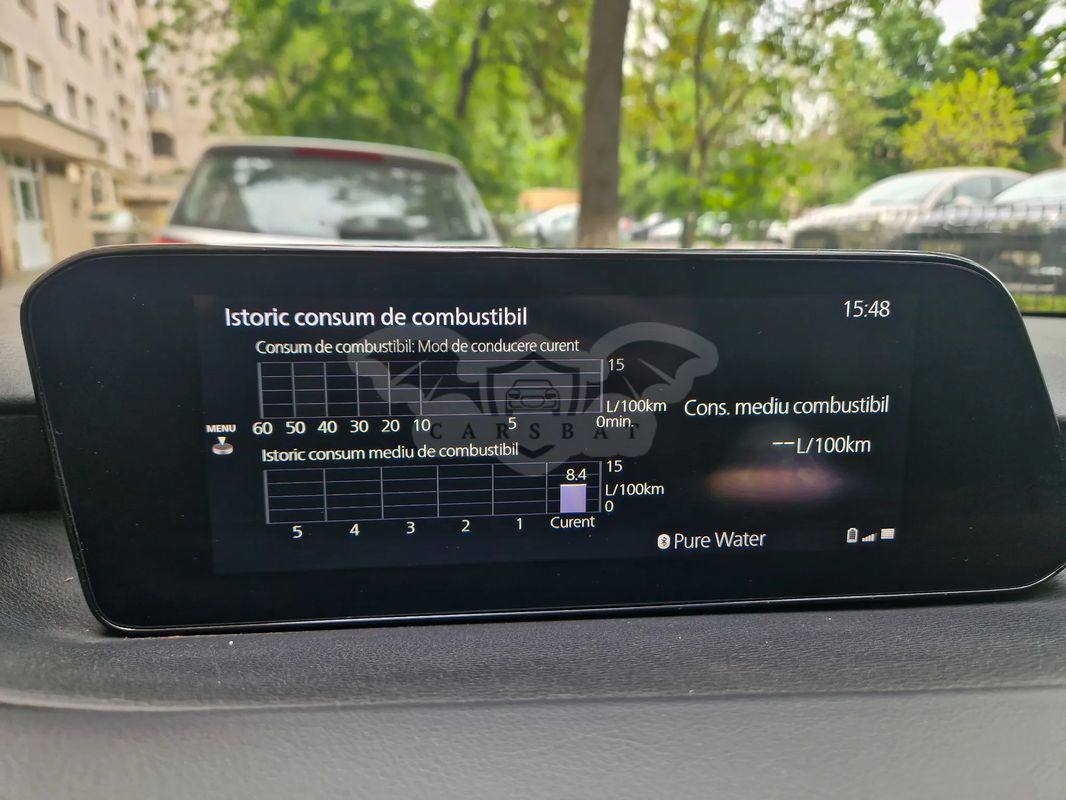 Istoric consum de combustibil
15:48
Consum de combustibil: Mod de conducere curent
15
L/100km
60 50 40 30 20 10 5 0min.
MENU
Cons. mediu combustibil
--L/100km
CARSBAT
Istoric consum mediu de combustibil
15
8.4
L/100km
0
5 4 3 2 1 Curent
Pure Water